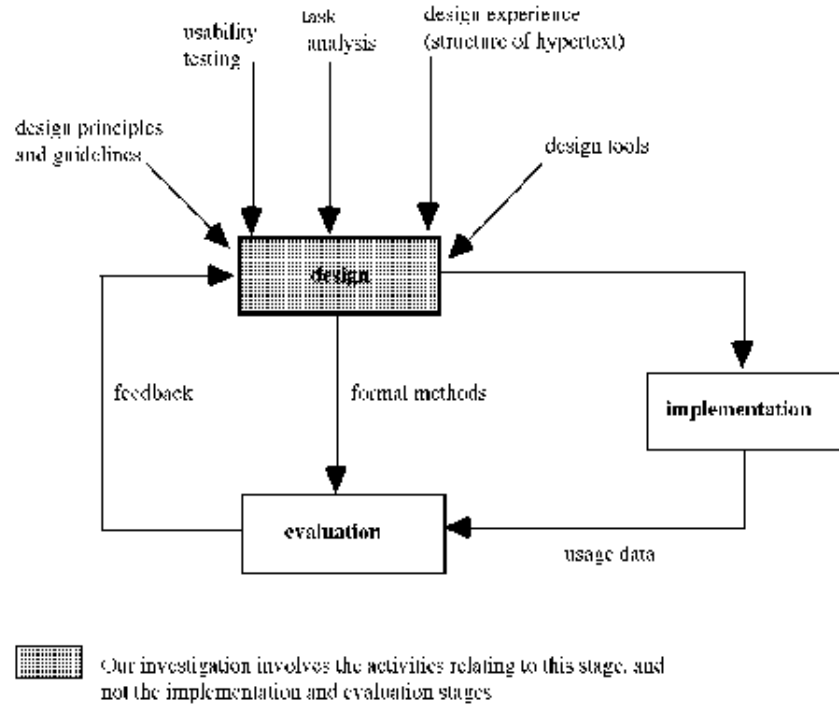 usability
testing
task
analysis
design experience
(structure of hypertext)
design principles
and guidelines
design tools
design
feedback
formal methods
implementation
evaluation
usage data
Our investigation involves the activities relating to this stage, and
not the implementation and evaluation stages